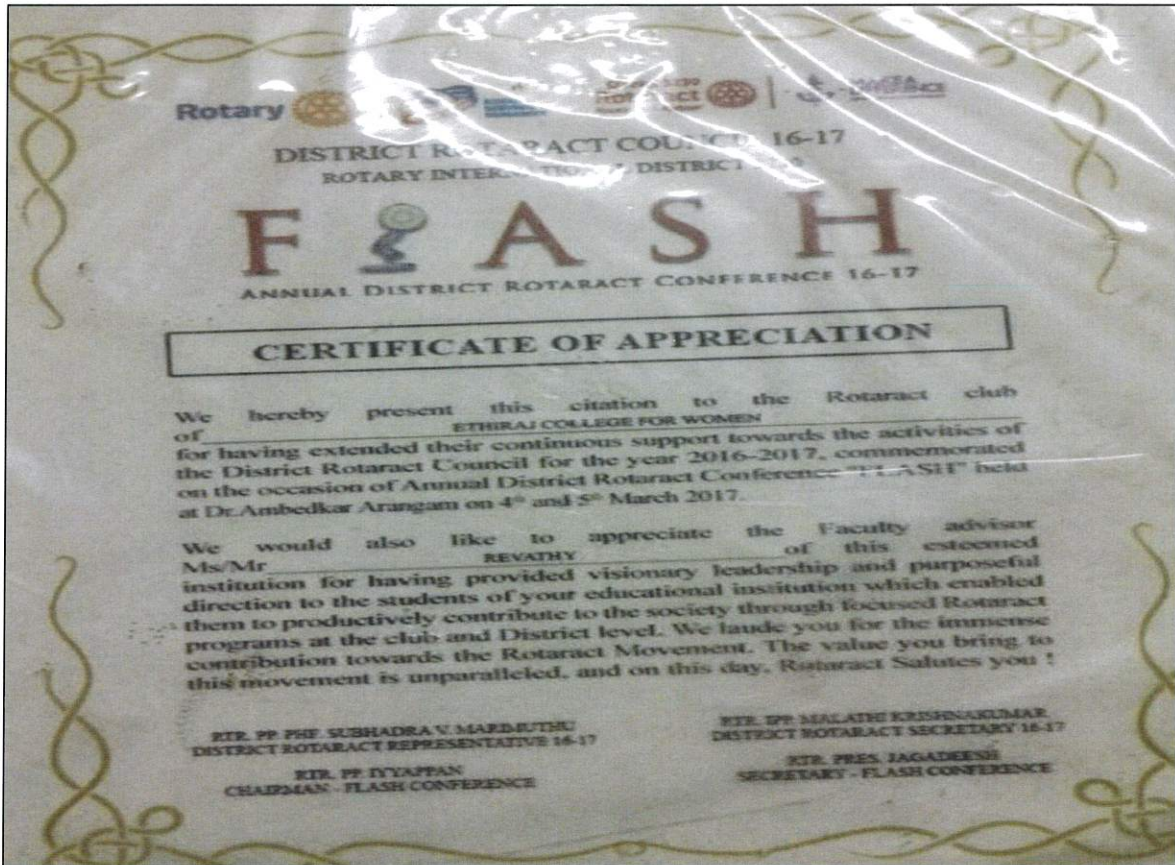 Rotary
DISTRICT ROTARACT COUNCIL 16-17
ROTARY INTERNATIONAL DISTRICT
FLASH
ANNUAL DISTRICT ROTARACT CONFERENCE 16-17
CERTIFICATE OF APPRECIATION
We hereby present this citation to the Rotaract club
of ETHIRAJ COLLEGE FOR WOMEN
for having extended their continuous support towards the activities of
the District Rotaract Council for the year 2016-2017, commemorated
on the occasion of Annual District Rotaract Conference "FLASH" held
at Dr.Ambedkar Arangam on 4th and 5th March 2017.
We would also like to appreciate the Faculty advisor
Ms/Mr REVATHY of this esteemed
institution for having provided visionary leadership and purposeful
direction to the students of your educational institution which enabled
them to productively contribute to the society through focused Rotaract
programs at the club and District level. We laude you for the immense
contribution towards the Rotaract Movement. The value you bring to
this movement is unparalleled, and on this day, Rotaract Salutes you !
RTR. PP. PHF. SUBHADRA V. MARIMUTHU
DISTRICT ROTARACT REPRESENTATIVE 16-17
RTR. PP. IYYAPPAN
CHAIRMAN - FLASH CONFERENCE
RTR. IPP. MALATHI KRISHNAKUMAR
DISTRICT ROTARACT SECRETARY 16-17
RTR. PRES. JAGADEESH
SECRETARY - FLASH CONFERENCE